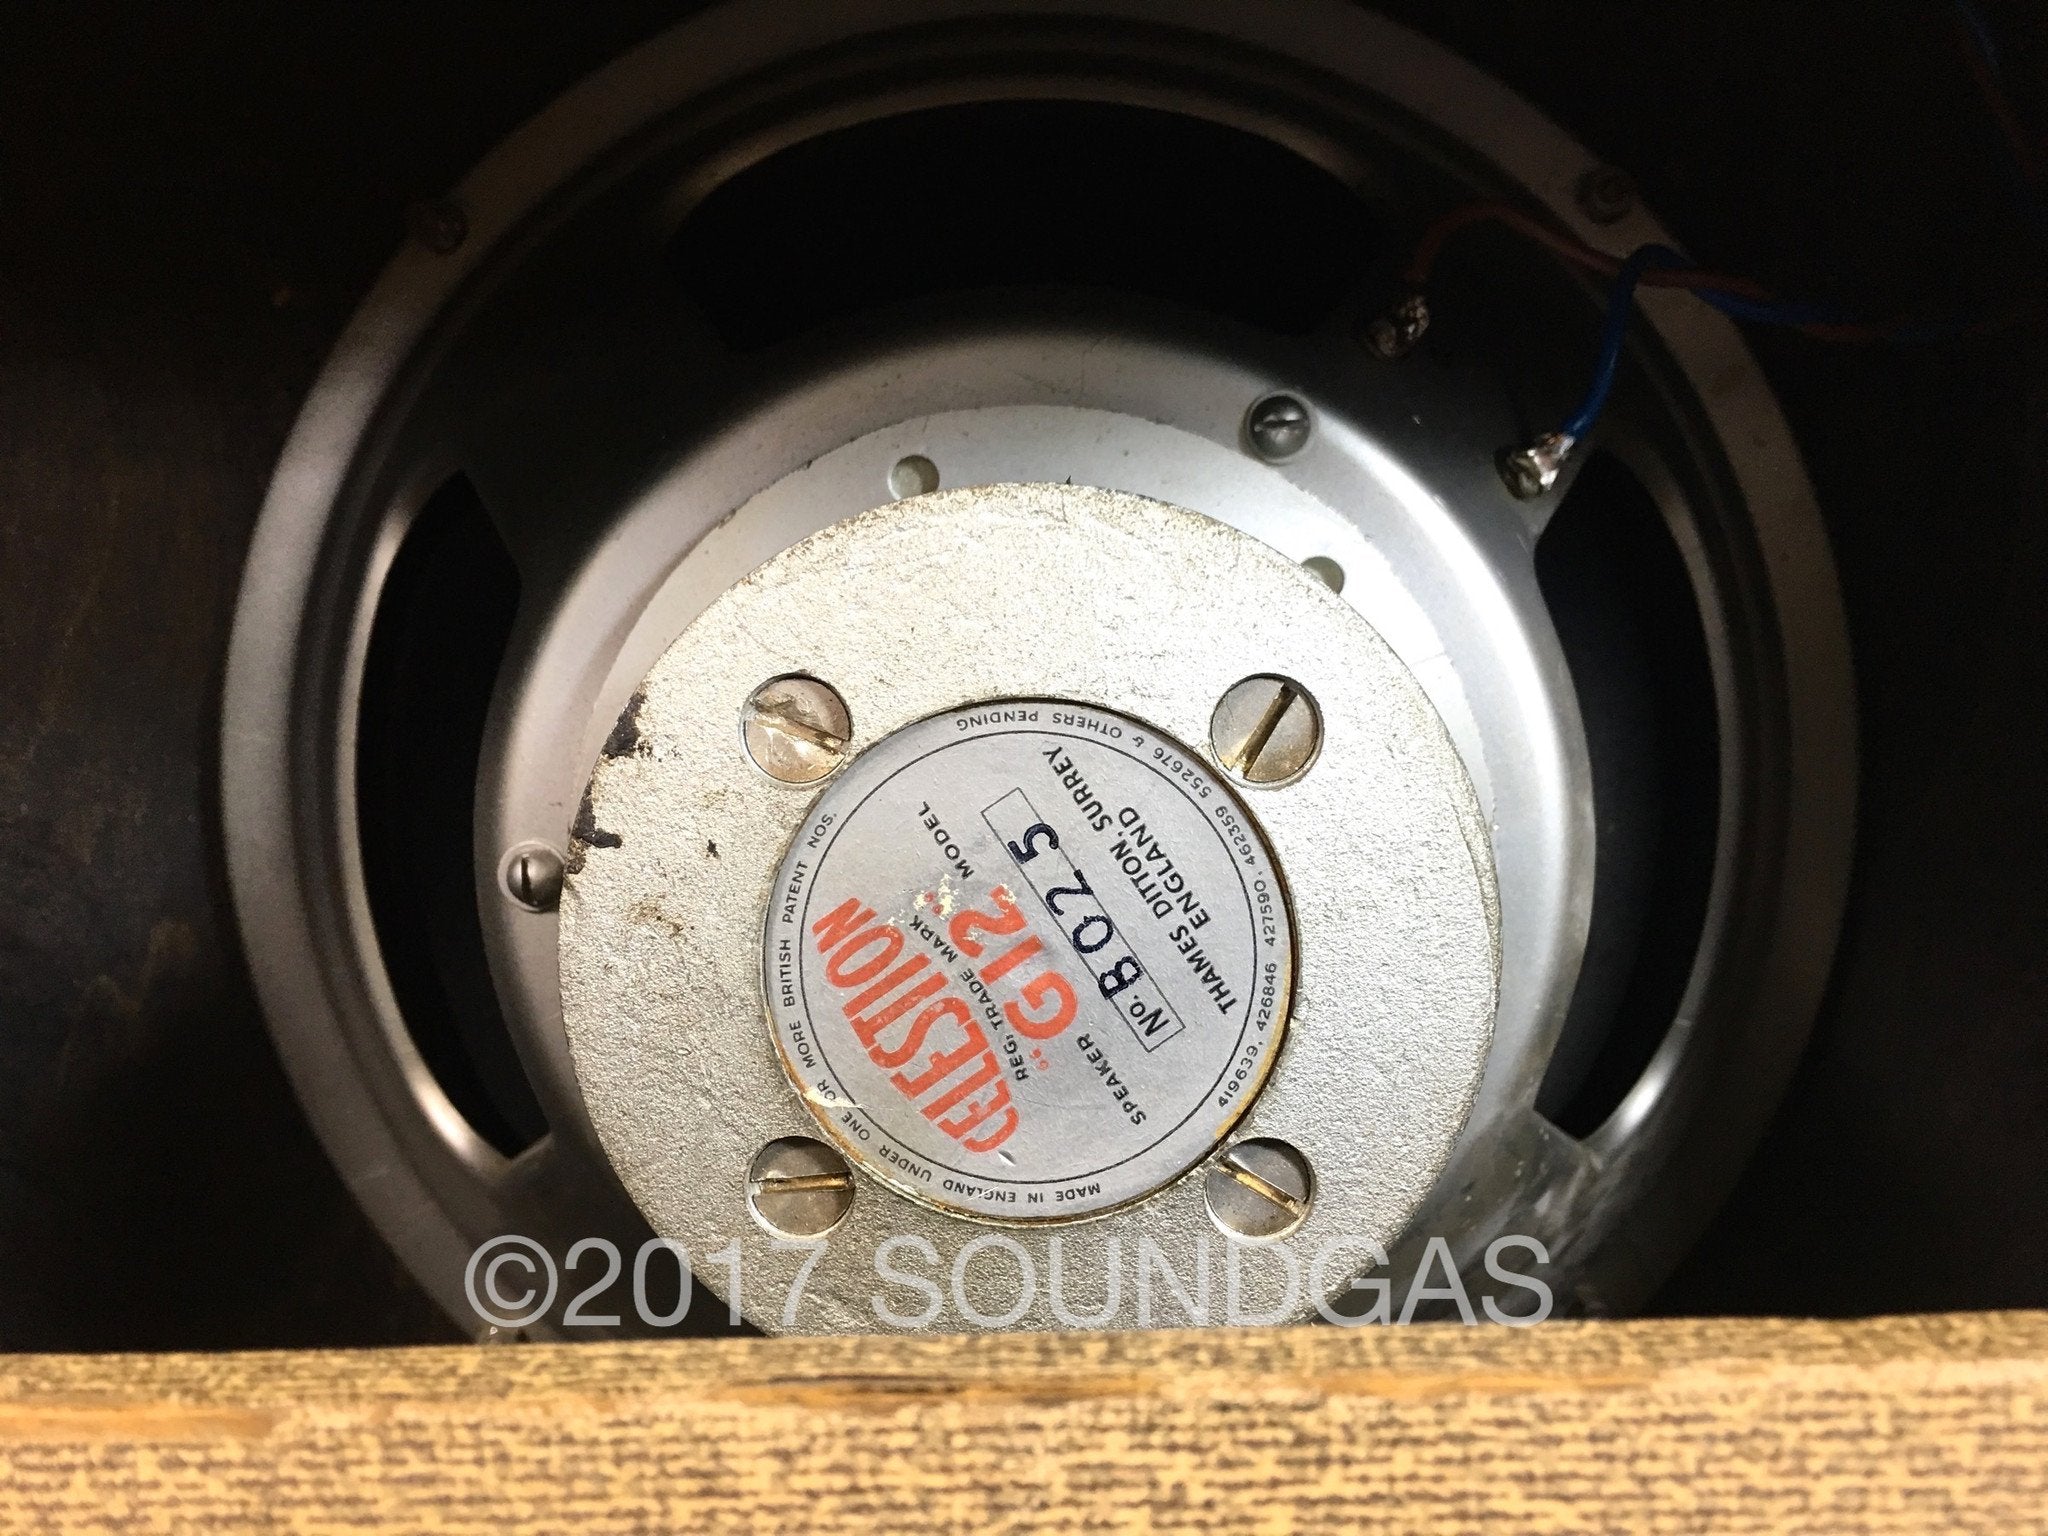 CELESTION
REG. TRADE MARK
SPEAKER G12 MODEL
No. B025
THAMES DITTON, SURREY
ENGLAND
MADE IN ENGLAND UNDER ONE OR MORE BRITISH PATENT NOS.
419639, 426846 427590, 462359 552676 & OTHERS PENDING
©2017 SOUNDGAS